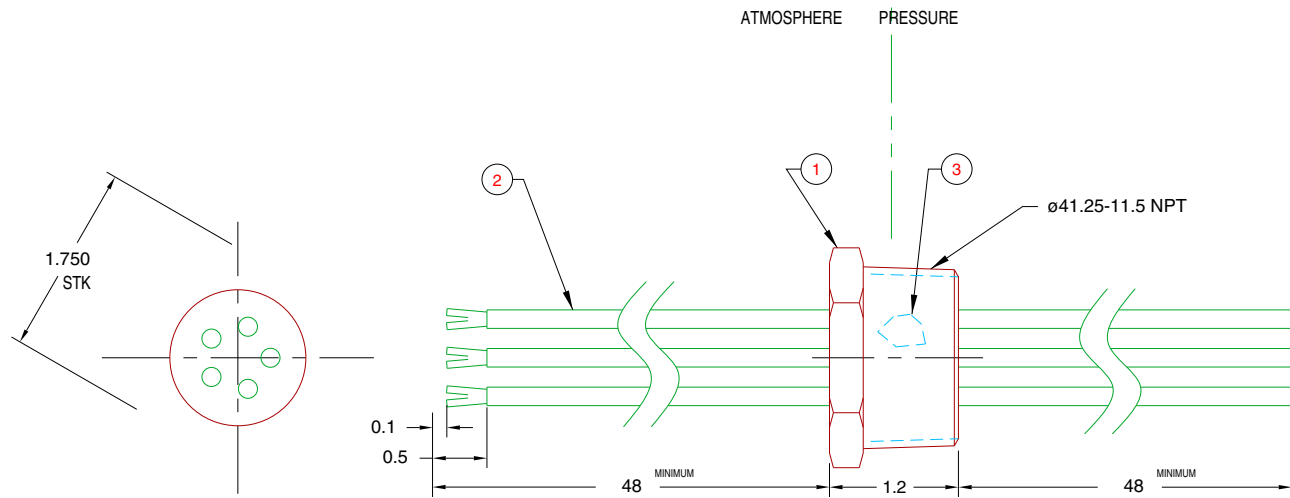 ATMOSPHERE PRESSURE
2
1
3
ø41.25-11.5 NPT
1.750
STK
0.1
0.5
48 MINIMUM
1.2
48 MINIMUM